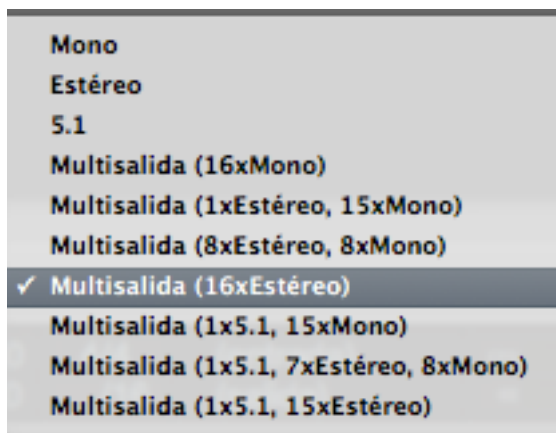 Mono
Estéreo
5.1
Multisalida (16xMono)
Multisalida (1xEstéreo, 15xMono)
Multisalida (8xEstéreo, 8xMono)
✓ Multisalida (16xEstéreo)
Multisalida (1x5.1, 15xMono)
Multisalida (1x5.1, 7xEstéreo, 8xMono)
Multisalida (1x5.1, 15xEstéreo)